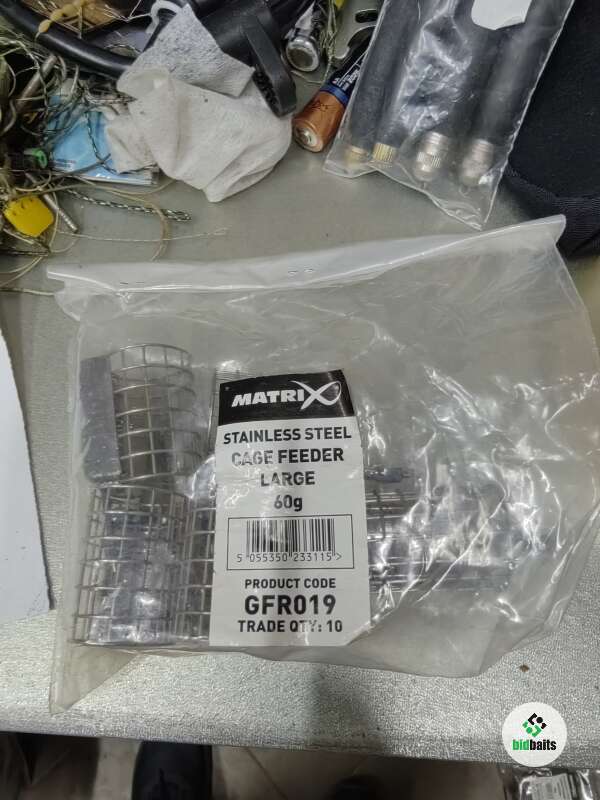 MATRIX
STAINLESS STEEL
CAGE FEEDER
LARGE
60g
5 055350 233115 >
PRODUCT CODE
GFR019
TRADE QTY: 10
bidbaits